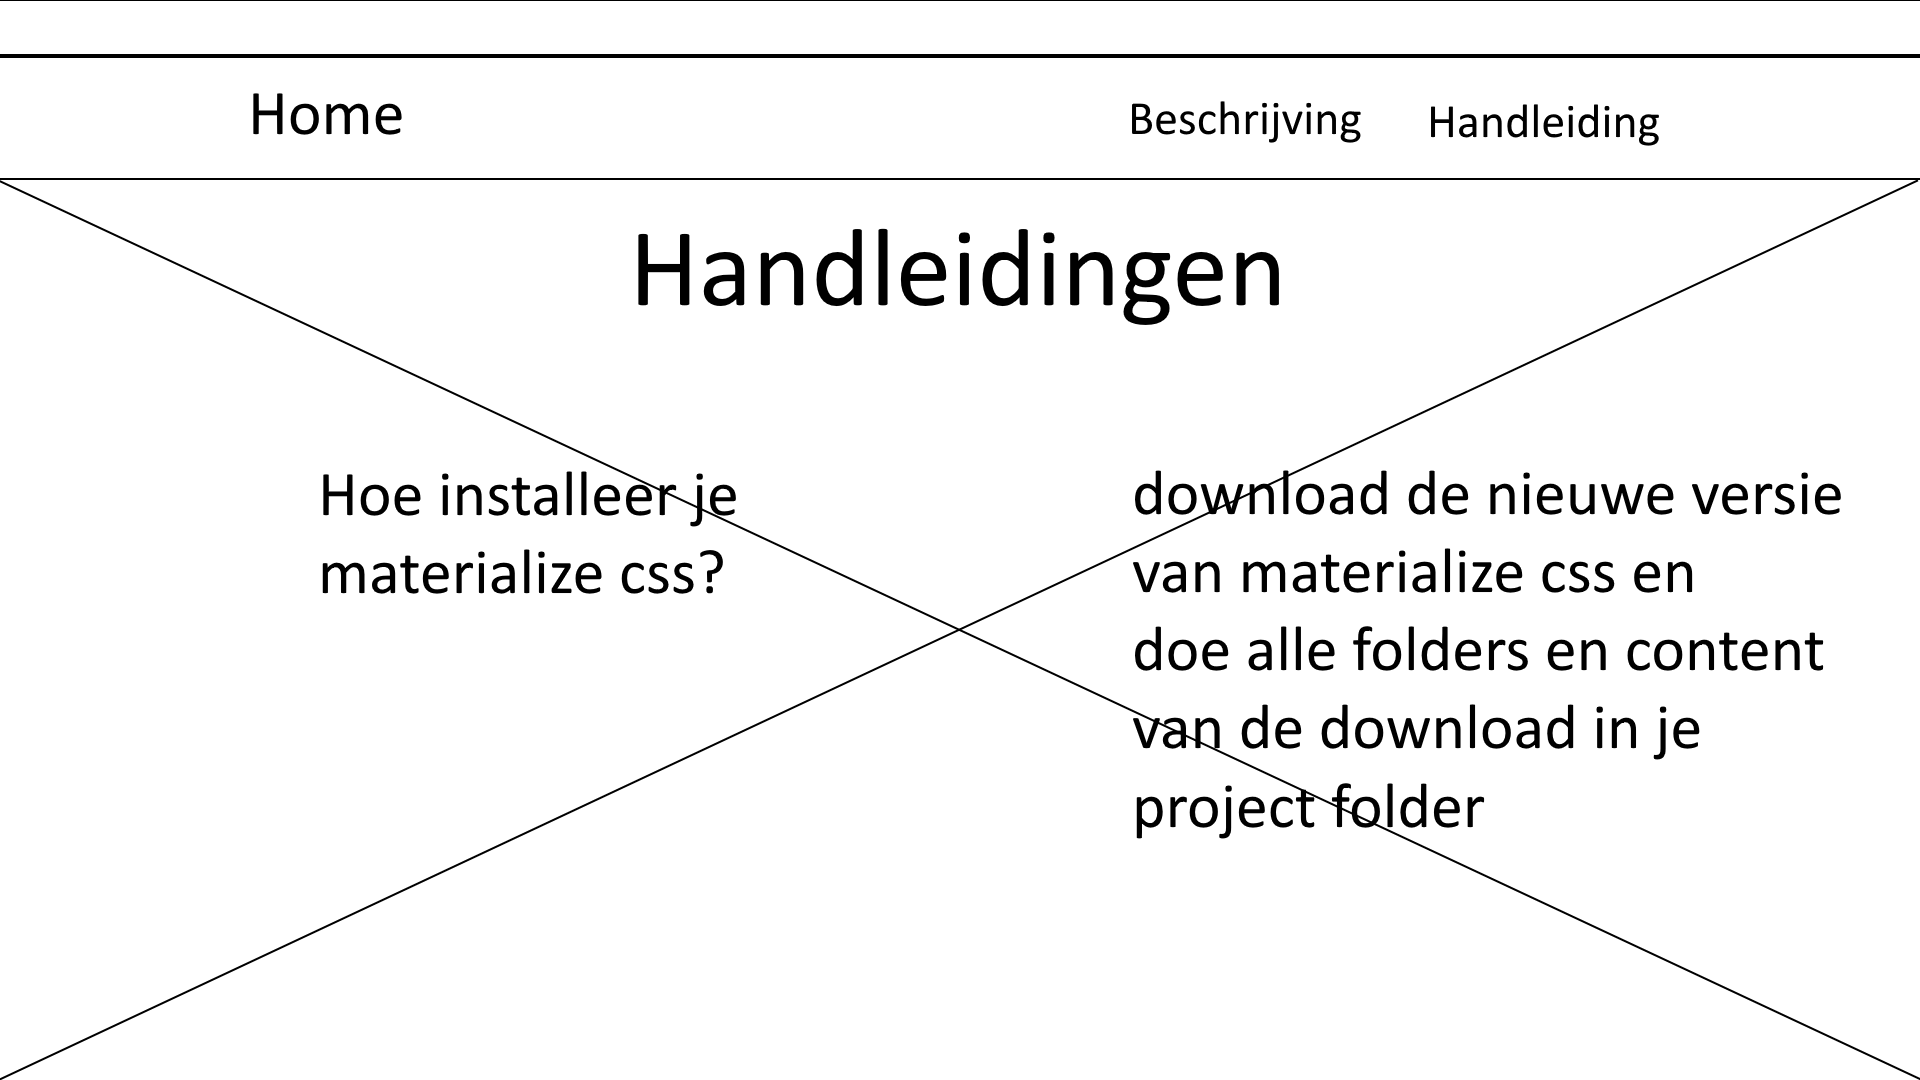 Home
Beschrijving
Handleiding
Handleidingen
Hoe installeer je
materialize css?
download de nieuwe versie
van materialize css en
doe alle folders en content
van de download in je
project folder